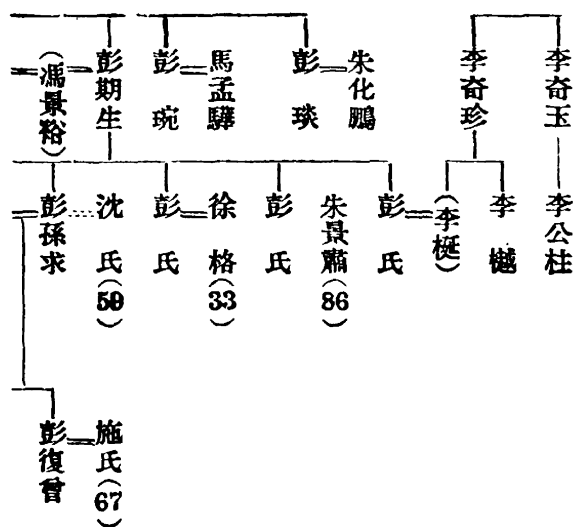 李奇玉
李奇珍
朱化鵬
彭琰
馬孟驊
彭琬
彭期生
(馮景裕)
李公柱
李樾
(李梴)
彭氏
朱景灝(86)
彭氏
徐格(33)
彭氏
沈氏(59)
彭孫求
施氏(67)
彭復曾